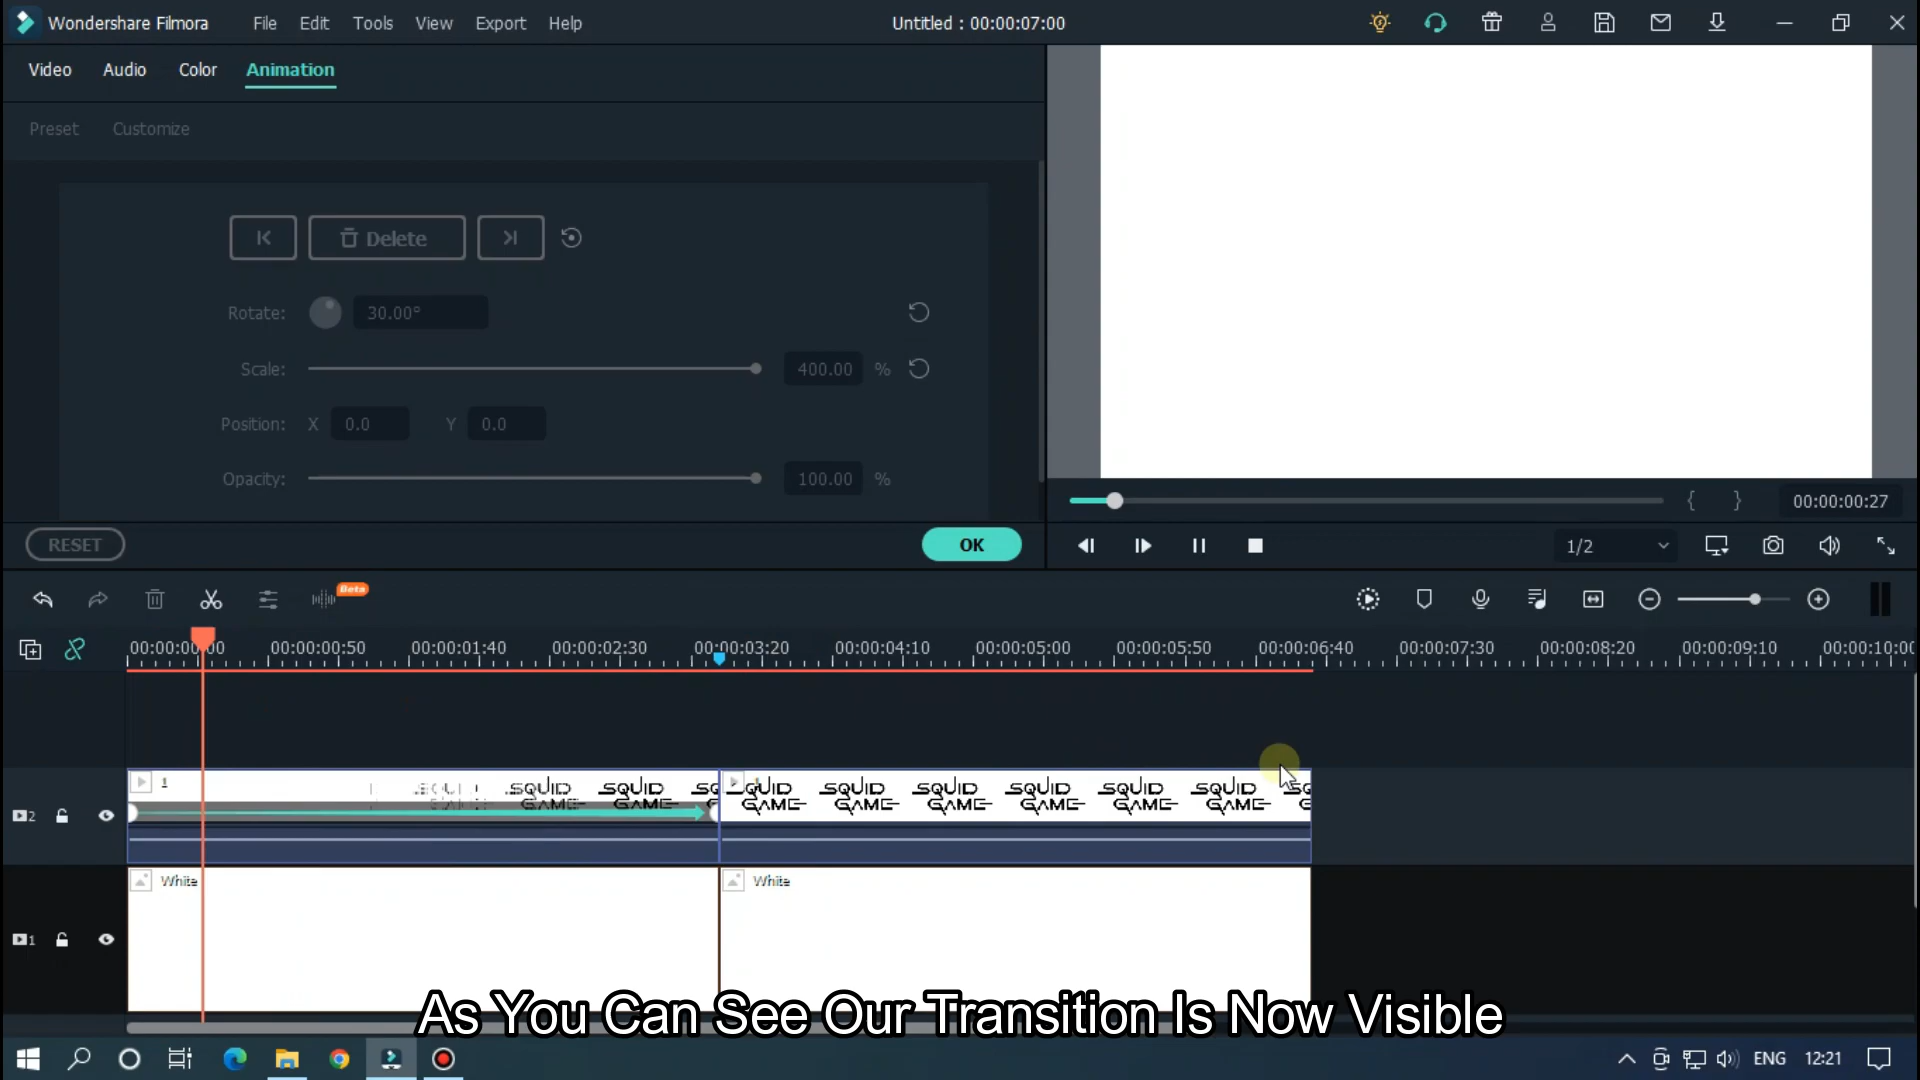 Wondershare Filmora File Edit Tools View Export Help Untitled : 00:00:07:00
Video Audio Color Animation
Preset Customize
Delete
Rotate: 30.00°
Scale: 400.00 %
Position: X 0.0 Y 0.0
Opacity: 100.00 %
{ } 00:00:00:27
RESET OK
1/2
Beta
00:00:00:00 00:00:00:50 00:00:01:40 00:00:02:30 00:00:03:20 00:00:04:10 00:00:05:00 00:00:05:50 00:00:06:40 00:00:07:30 00:00:08:20 00:00:09:10 00:00:10:00
1
SQUID GAME SQUID GAME SQUID GAME SQUID GAME SQUID GAME SQUID GAME SQUID GAME SQUID GAME
2
White White
1
As You Can See Our Transition Is Now Visible
ENG 12:21